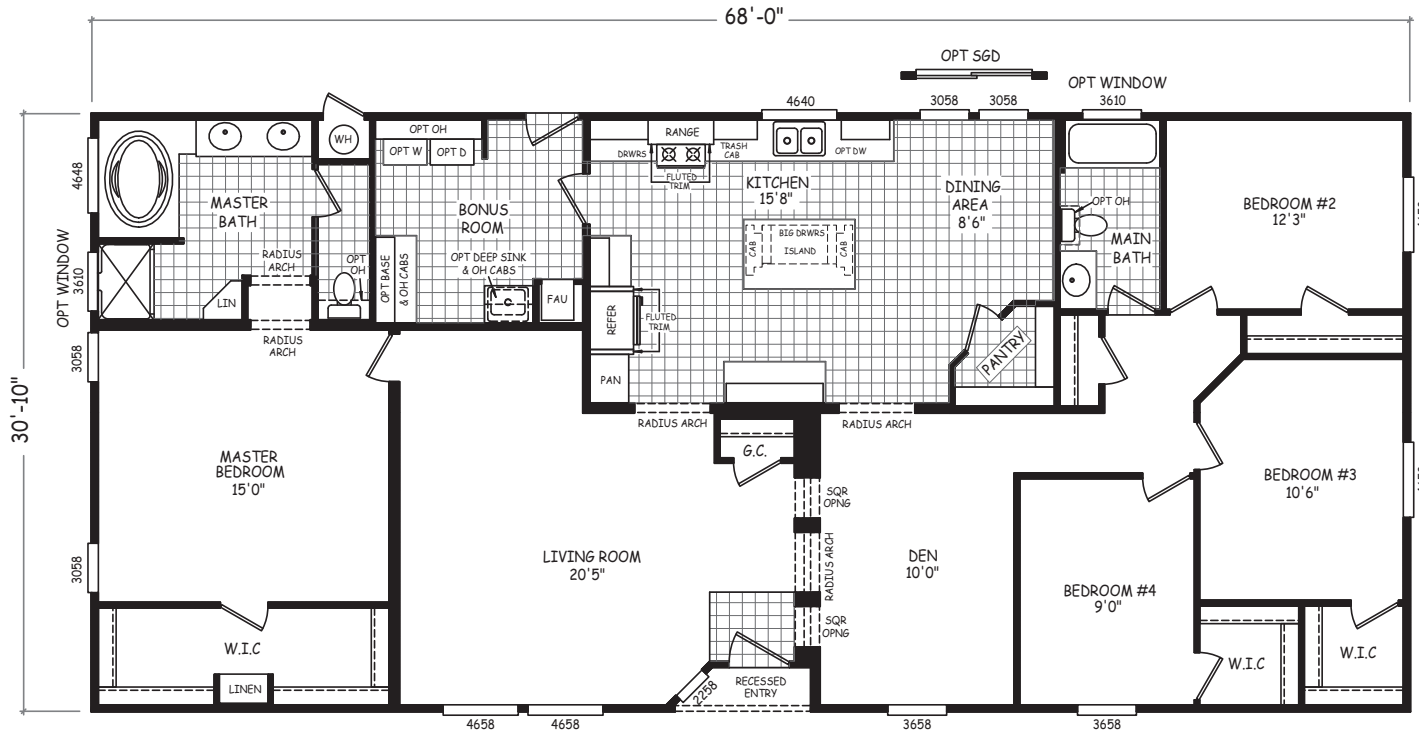 68'-0"
OPT SGD
OPT WINDOW
4640
3058
3058
3610
4648
OPT WINDOW
3610
3058
3058
30'-10"
WH
OPT OH
OPT W
OPT D
MASTER
BATH
RADIUS
ARCH
RADIUS
ARCH
LIN
OPT
OH
BONUS
ROOM
OPT BASE
& OH CABS
OPT DEEP SINK
& OH CABS
FAU
RANGE
DRWRS
TRASH
CAB
FLUTED
TRIM
OPT DW
KITCHEN
15'8"
DINING
AREA
8'6"
CAB
BIG DRWRS
ISLAND
CAB
REFER
FLUTED
TRIM
PAN
PANTRY
OPT OH
MAIN
BATH
BEDROOM #2
12'3"
RADIUS ARCH
RADIUS ARCH
G.C.
MASTER
BEDROOM
15'0"
W.I.C
LINEN
LIVING ROOM
20'5"
SQR
OPNG
RADIUS ARCH
SQR
OPNG
DEN
10'0"
BEDROOM #3
10'6"
BEDROOM #4
9'0"
W.I.C
W.I.C
RECESSED
ENTRY
2258
4658
4658
3658
3658